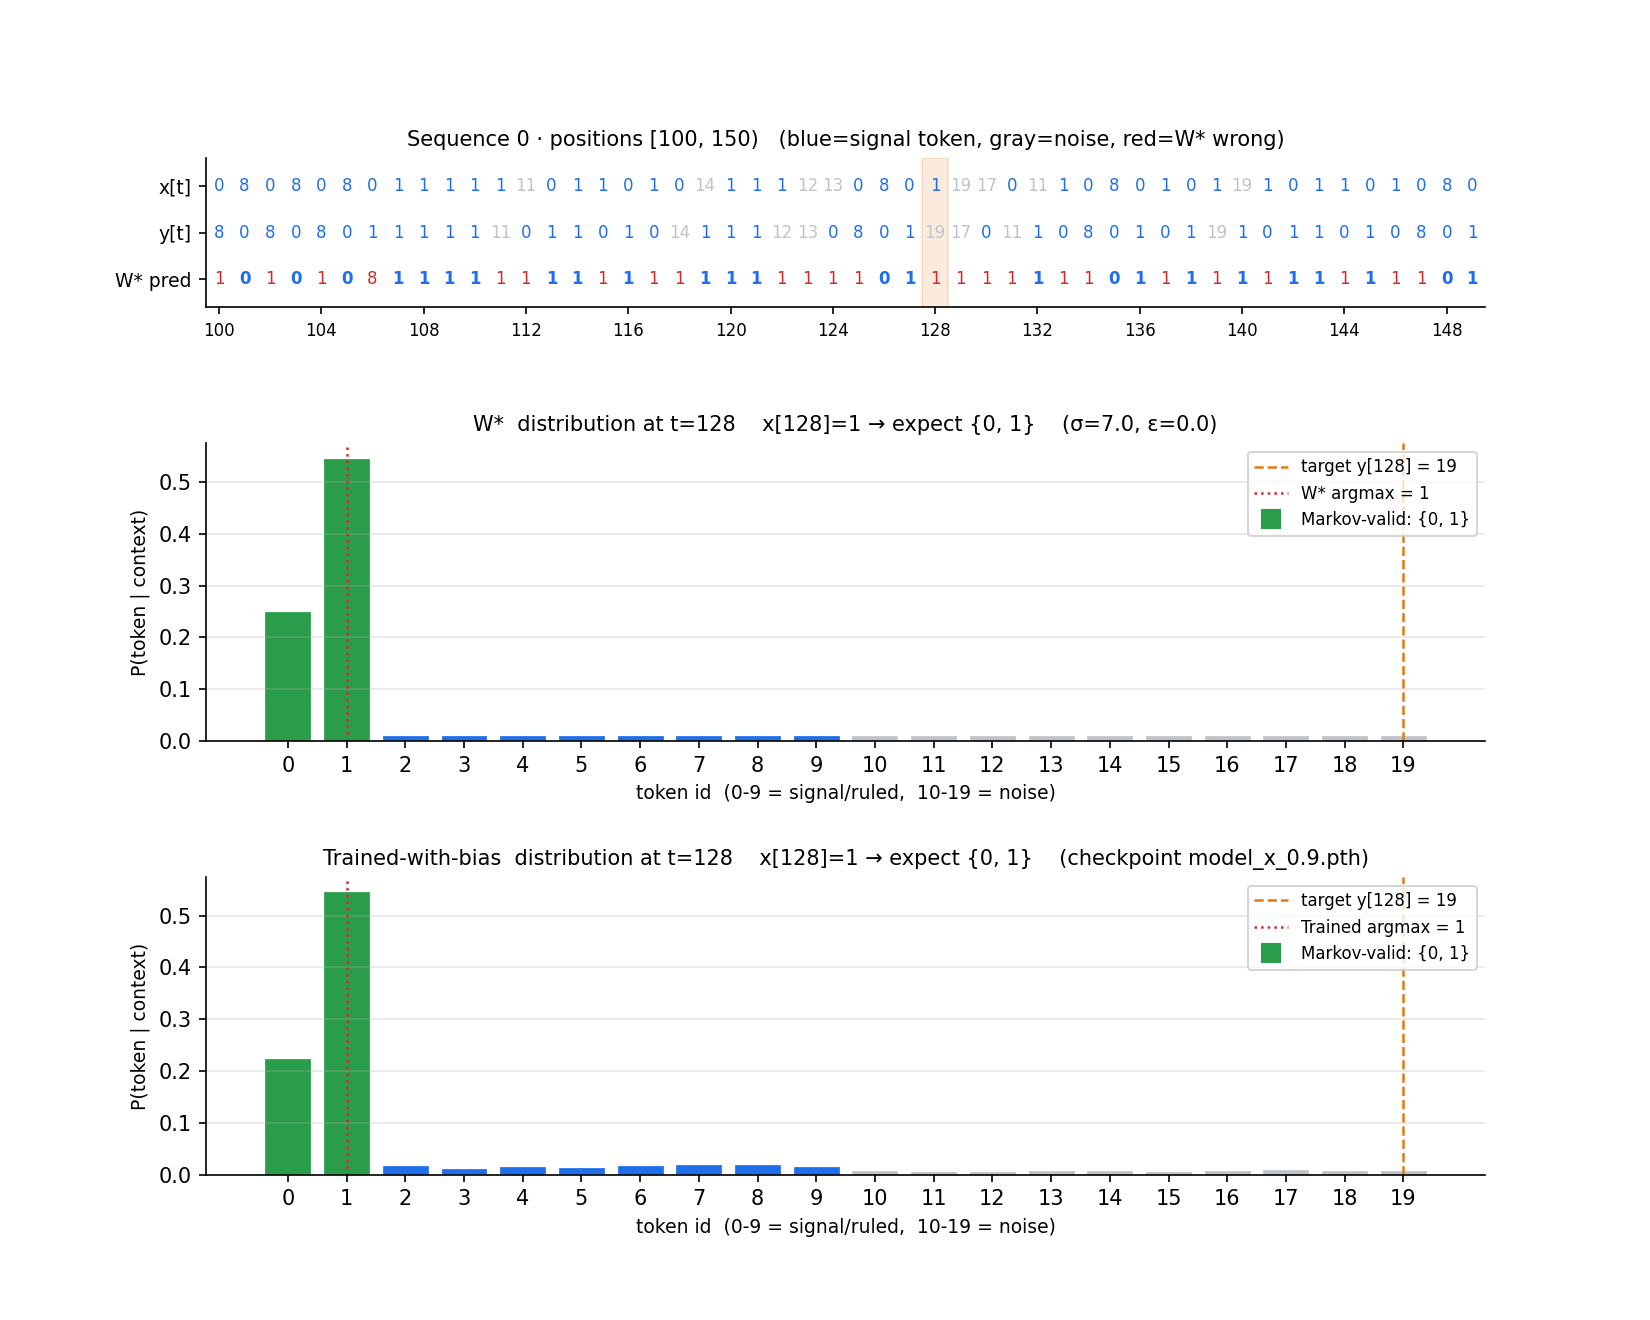 Sequence 0 · positions [100, 150)   (blue=signal token, gray=noise, red=W* wrong)
x[t] 0 8 0 8 0 8 0 1 1 1 1 1 11 0 1 1 0 1 0 14 1 1 1 12 13 0 8 0 1 19 17 0 11 1 0 8 0 1 0 1 19 1 0 1 1 0 1 0 8 0
y[t] 8 0 8 0 8 0 1 1 1 1 1 11 0 1 1 0 1 0 14 1 1 1 12 13 0 8 0 1 19 17 0 11 1 0 8 0 1 0 1 19 1 0 1 1 0 1 0 8 0 1
W* pred 1 0 1 0 1 0 8 1 1 1 1 1 1 1 1 1 1 1 1 1 1 1 1 1 1 1 0 1 1 1 1 1 1 1 1 0 1 1 1 1 1 1 1 1 1 1 1 1 0 1
100 104 108 112 116 120 124 128 132 136 140 144 148
W*  distribution at t=128    x[128]=1 → expect {0, 1}    (σ=7.0, ε=0.0)
P(token | context)
0.5
0.4
0.3
0.2
0.1
0.0
target y[128] = 19
W* argmax = 1
Markov-valid: {0, 1}
0 1 2 3 4 5 6 7 8 9 10 11 12 13 14 15 16 17 18 19
token id  (0-9 = signal/ruled,  10-19 = noise)
Trained-with-bias  distribution at t=128    x[128]=1 → expect {0, 1}    (checkpoint model_x_0.9.pth)
P(token | context)
0.5
0.4
0.3
0.2
0.1
0.0
target y[128] = 19
Trained argmax = 1
Markov-valid: {0, 1}
0 1 2 3 4 5 6 7 8 9 10 11 12 13 14 15 16 17 18 19
token id  (0-9 = signal/ruled,  10-19 = noise)